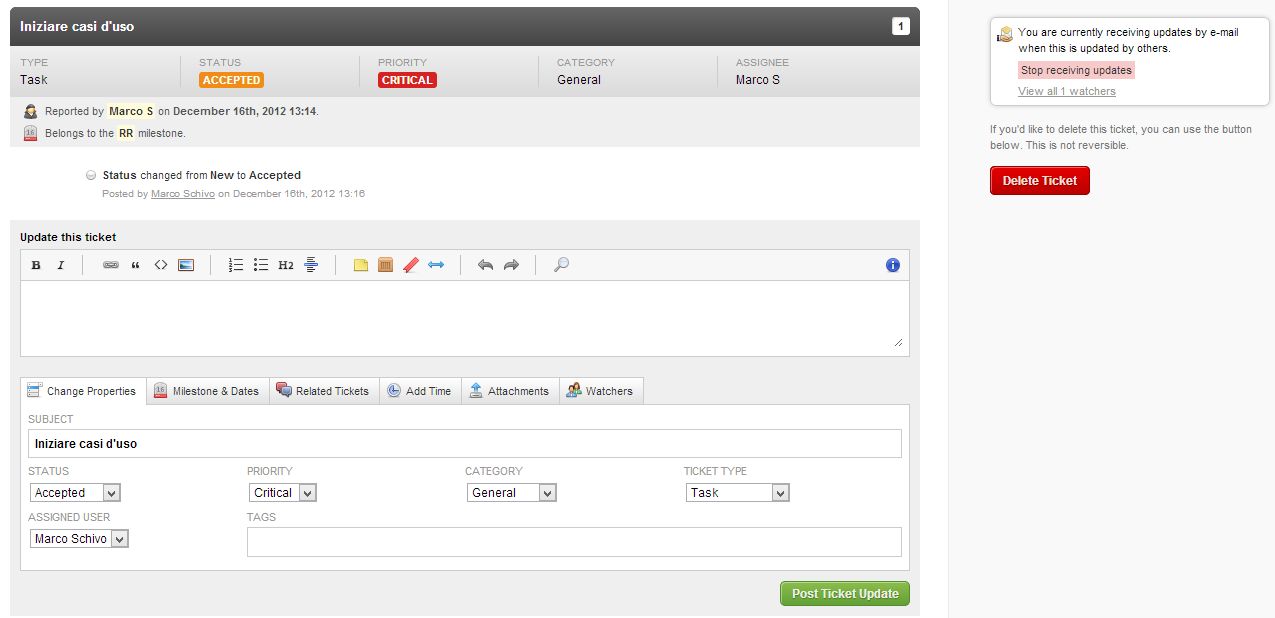 Iniziare casi d'uso
1
TYPE STATUS PRIORITY CATEGORY ASSIGNEE
Task ACCEPTED CRITICAL General Marco S
Reported by Marco S on December 16th, 2012 13:14.
16 Belongs to the RR milestone.
Status changed from New to Accepted
Posted by Marco Schivo on December 16th, 2012 13:16
Update this ticket
B I “ <> H2 i
Change Properties 16 Milestone & Dates Related Tickets Add Time Attachments Watchers
SUBJECT
Iniziare casi d'uso
STATUS PRIORITY CATEGORY TICKET TYPE
Accepted Critical General Task
ASSIGNED USER TAGS
Marco Schivo
Post Ticket Update
You are currently receiving updates by e-mail
when this is updated by others.
Stop receiving updates
View all 1 watchers
If you'd like to delete this ticket, you can use the button
below. This is not reversible.
Delete Ticket